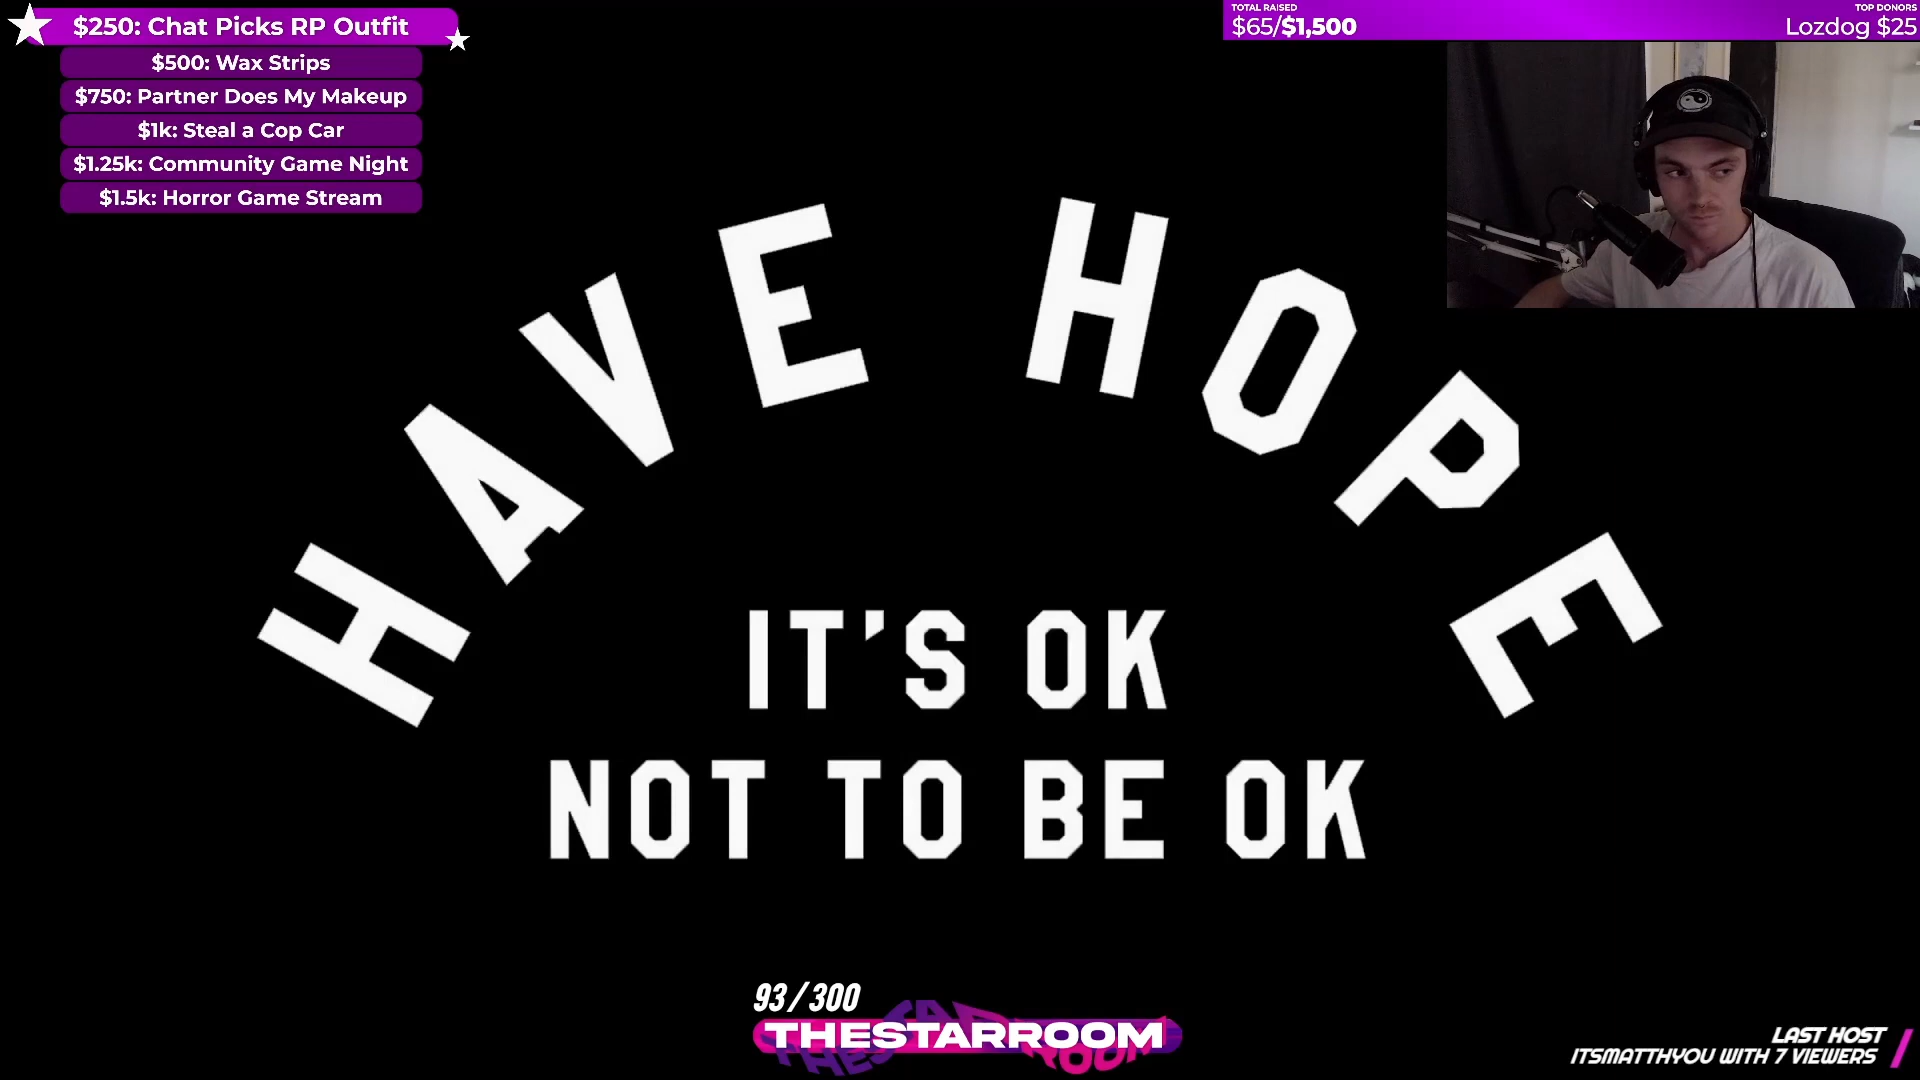 $250: Chat Picks RP Outfit
$500: Wax Strips
$750: Partner Does My Makeup
$1k: Steal a Cop Car
$1.25k: Community Game Night
$1.5k: Horror Game Stream
TOTAL RAISED
$65/$1,500
TOP DONORS
Lozdog $25
HAVE HOPE
IT'S OK
NOT TO BE OK
93/300
THESTARROOM
LAST HOST
ITSMATTHYOU WITH 7 VIEWERS